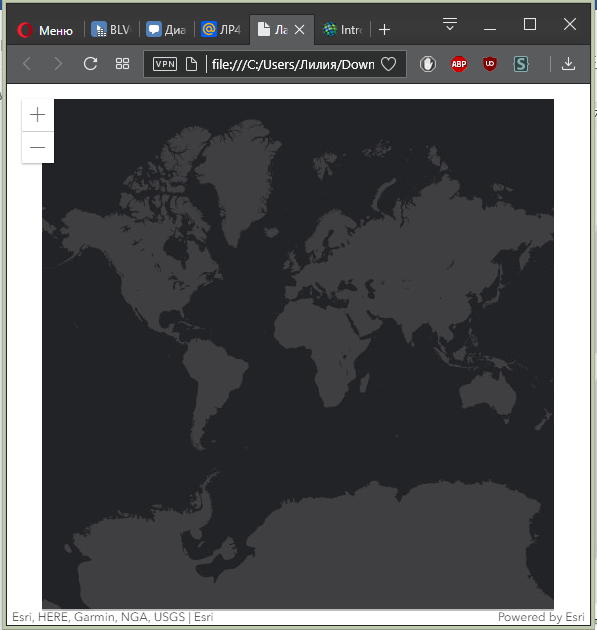 Меню
BLV
Диа
ЛР4
Ла
Intr
VPN
file:///C:/Users/Лилия/Down
ABP
UO
S
Esri, HERE, Garmin, NGA, USGS | Esri
Powered by Esri